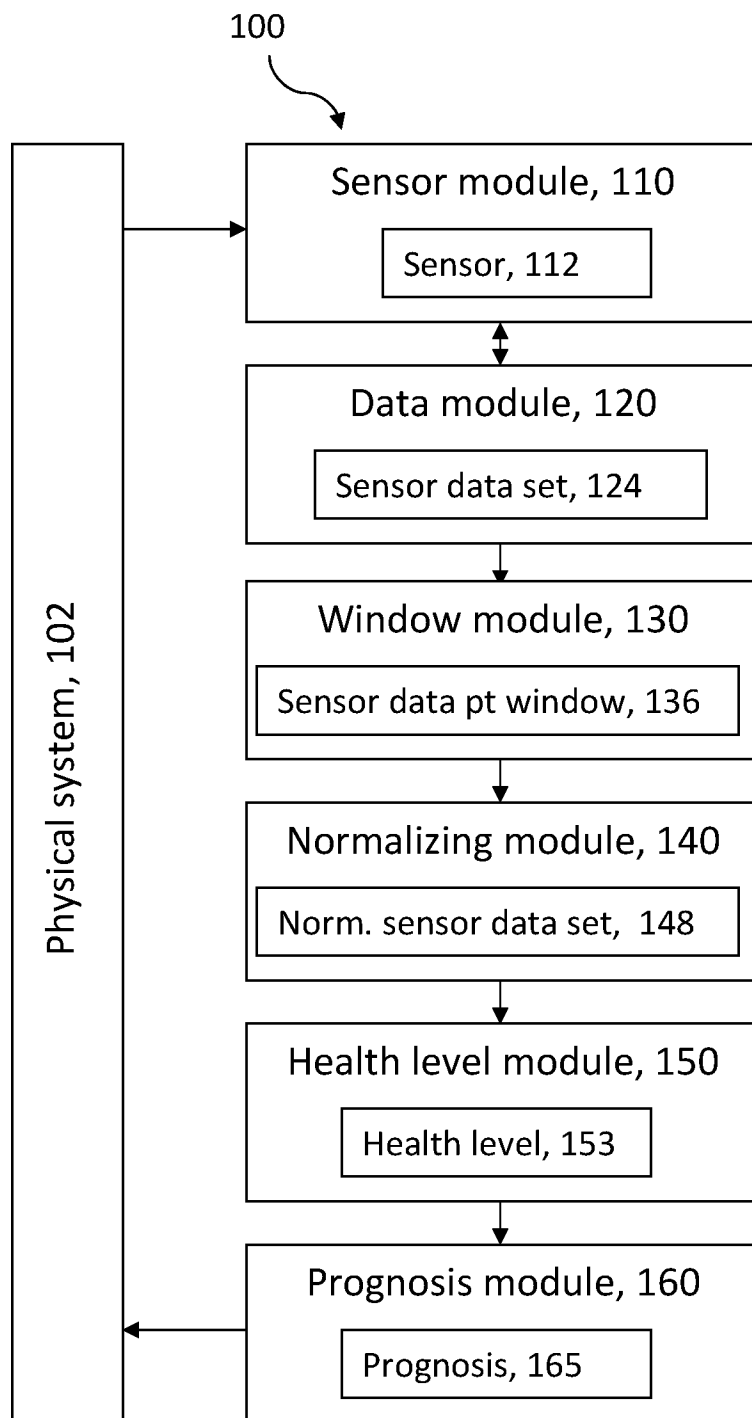 100
Physical system, 102
Sensor module, 110
Sensor, 112
Data module, 120
Sensor data set, 124
Window module, 130
Sensor data pt window, 136
Normalizing module, 140
Norm. sensor data set, 148
Health level module, 150
Health level, 153
Prognosis module, 160
Prognosis, 165